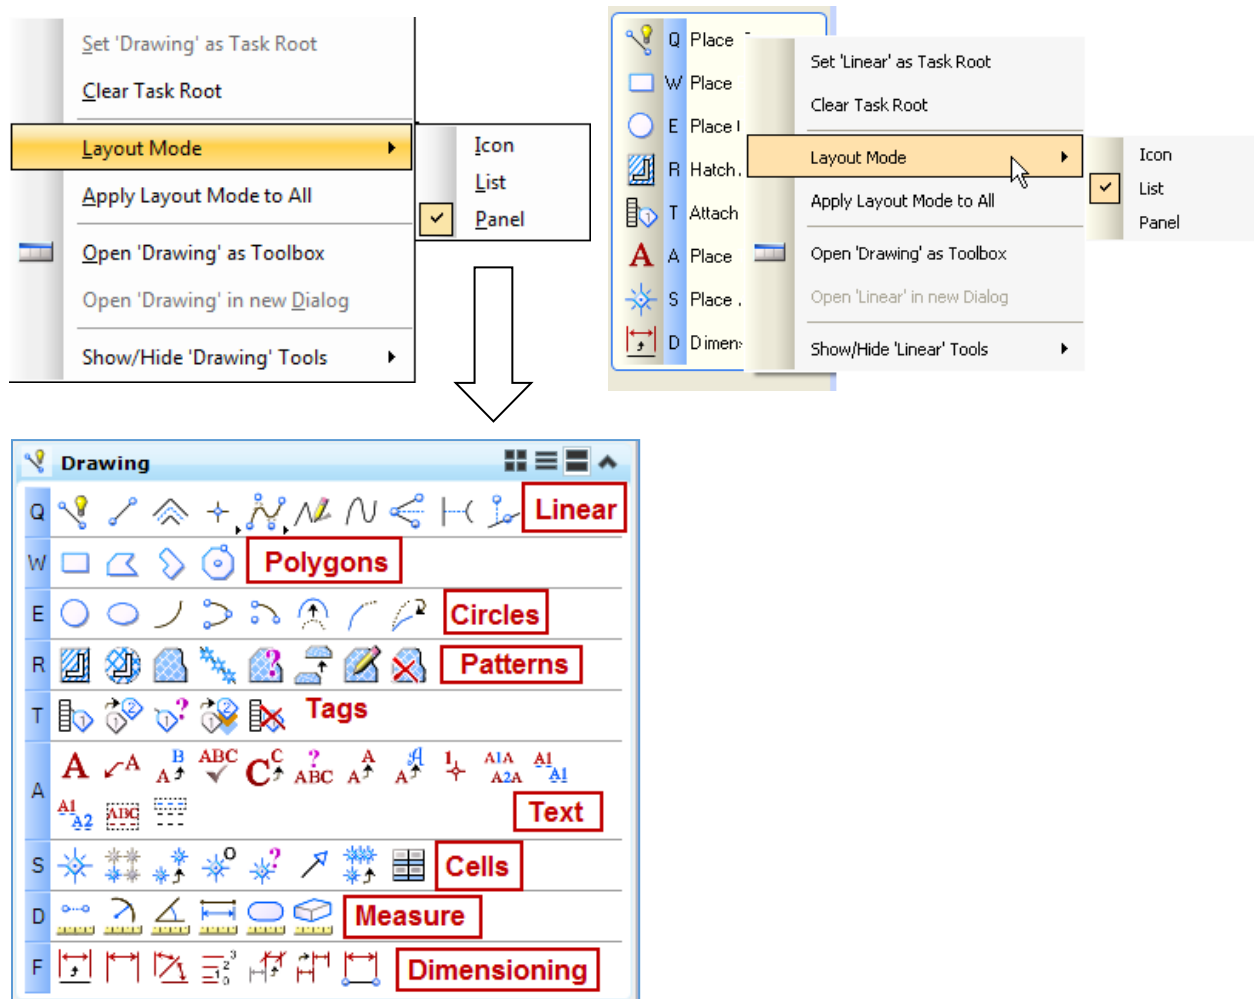 Set 'Drawing' as Task Root
Clear Task Root
Layout Mode
Apply Layout Mode to All
Open 'Drawing' as Toolbox
Open 'Drawing' in new Dialog
Show/Hide 'Drawing' Tools
Icon
List
Panel
Q Place
W Place
E Place
R Hatch.
T Attach
A Place
S Place .
D Dimen
Set 'Linear' as Task Root
Clear Task Root
Layout Mode
Apply Layout Mode to All
Open 'Drawing' as Toolbox
Open 'Linear' in new Dialog
Show/Hide 'Linear' Tools
Icon
List
Panel
Drawing
Q Linear
W Polygons
E Circles
R Patterns
T Tags
A Text
S Cells
D Measure
F Dimensioning